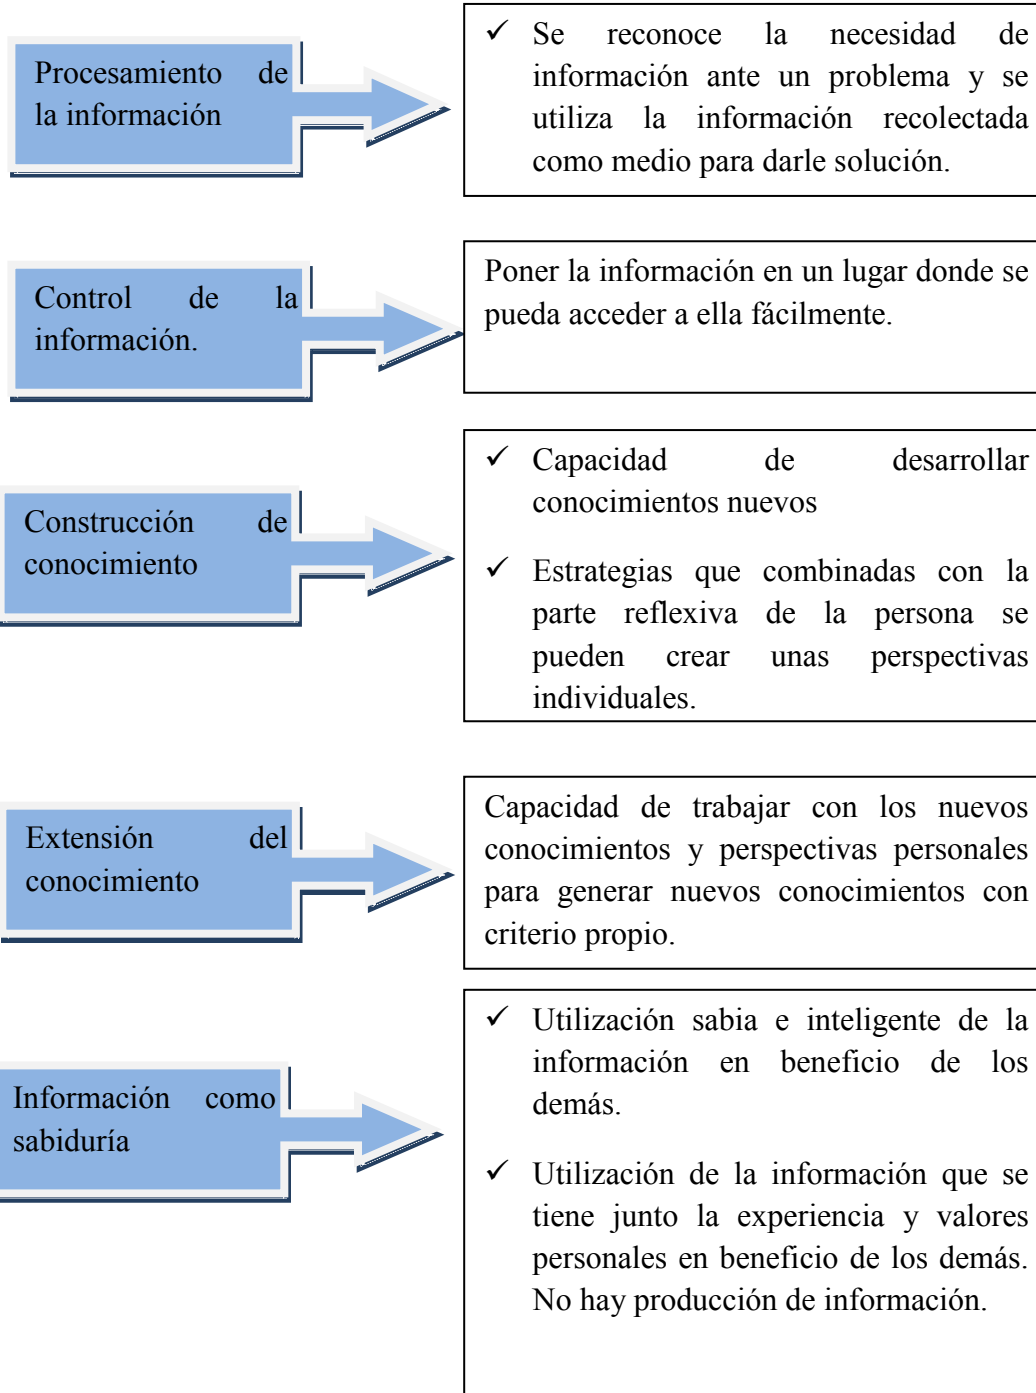 Procesamiento de
la información
✓ Se reconoce la necesidad de
información ante un problema y se
utiliza la información recolectada
como medio para darle solución.
Control de la
información.
Poner la información en un lugar donde se
pueda acceder a ella fácilmente.
Construcción de
conocimiento
✓ Capacidad de desarrollar
conocimientos nuevos
✓ Estrategias que combinadas con la
parte reflexiva de la persona se
pueden crear unas perspectivas
individuales.
Extensión del
conocimiento
Capacidad de trabajar con los nuevos
conocimientos y perspectivas personales
para generar nuevos conocimientos con
criterio propio.
Información como
sabiduría
✓ Utilización sabia e inteligente de la
información en beneficio de los
demás.
✓ Utilización de la información que se
tiene junto la experiencia y valores
personales en beneficio de los demás.
No hay producción de información.